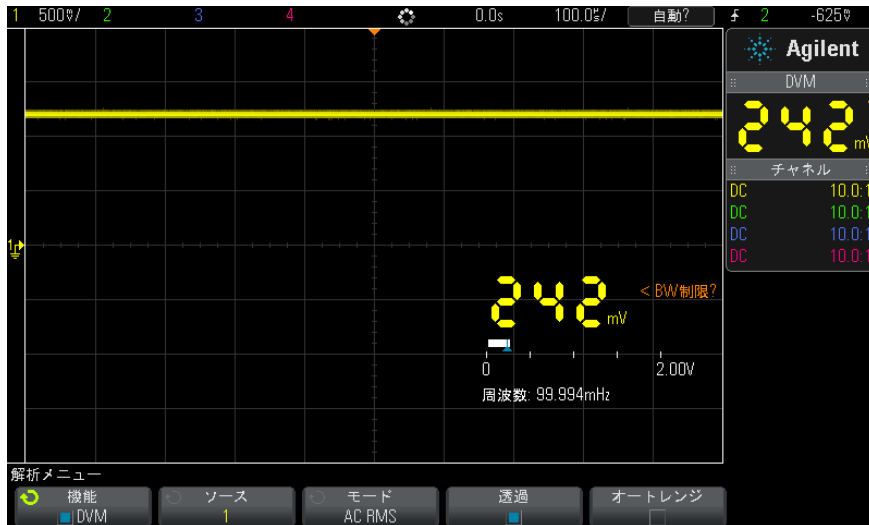 1 500mV/ 2 3 4 0.0s 100.0㎲/ 自動? 2 -625mV
Agilent
DVM
242 mV
チャネル
DC 10.0:1
DC 10.0:1
DC 10.0:1
DC 10.0:1
1
242 mV < BW制限?
0 2.00V
周波数: 99.994mHz
解析メニュー
機能 ソース モード 透過 オートレンジ
DVM 1 AC RMS